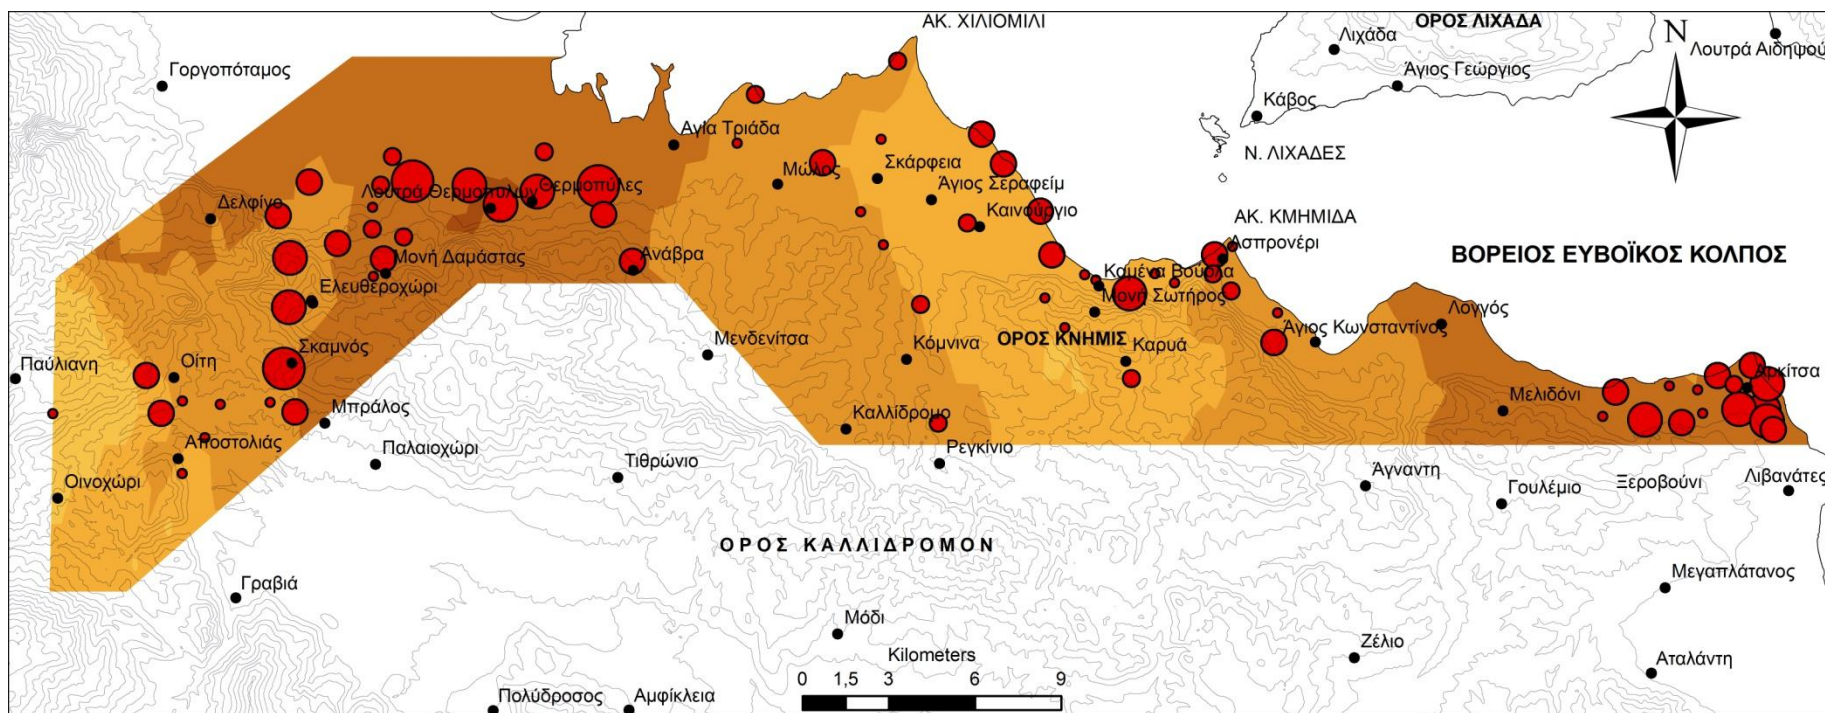 ΑΚ. ΧΙΛΙΟΜΙΛΙ
ΟΡΟΣ ΛΙΧΑΔΑ
Λιχάδα
N
Λουτρά Αιδηψού
Γοργοπόταμος
Άγιος Γεώργιος
Κάβος
Αγία Τριάδα
Ν. ΛΙΧΑΔΕΣ
Μώλος
Σκάρφεια
Λουτρά Θερμοπυλών
Θερμοπύλες
Άγιος Σεραφείμ
Δελφίνο
Καινούργιο
ΑΚ. ΚΜΗΜΙΔΑ
Ασπρονέρι
ΒΟΡΕΙΟΣ ΕΥΒΟΪΚΟΣ ΚΟΛΠΟΣ
Μονή Δαμάστας
Ανάβρα
Καμένα Βούρλα
Ελευθεροχώρι
Μονή Σωτήρος
Λογγός
Άγιος Κωνσταντίνος
ΟΡΟΣ ΚΝΗΜΙΣ
Σκαμνός
Μενδενίτσα
Κόμνινα
Καρυά
Παύλιανη
Οίτη
Αρκίτσα
Μελιδόνι
Μπράλος
Καλλίδρομο
Αποστολιάς
Παλαιοχώρι
Τιθρώνιο
Ρεγκίνιο
Άγναντη
Οινοχώρι
Γουλέμιο
Ξεροβούνι
Λιβανάτες
ΟΡΟΣ ΚΑΛΛΙΔΡΟΜΟΝ
Γραβιά
Μεγαπλάτανος
Μόδι
Ζέλιο
Αταλάντη
Kilometers
0 1,5 3 6 9
Πολύδροσος
Αμφίκλεια